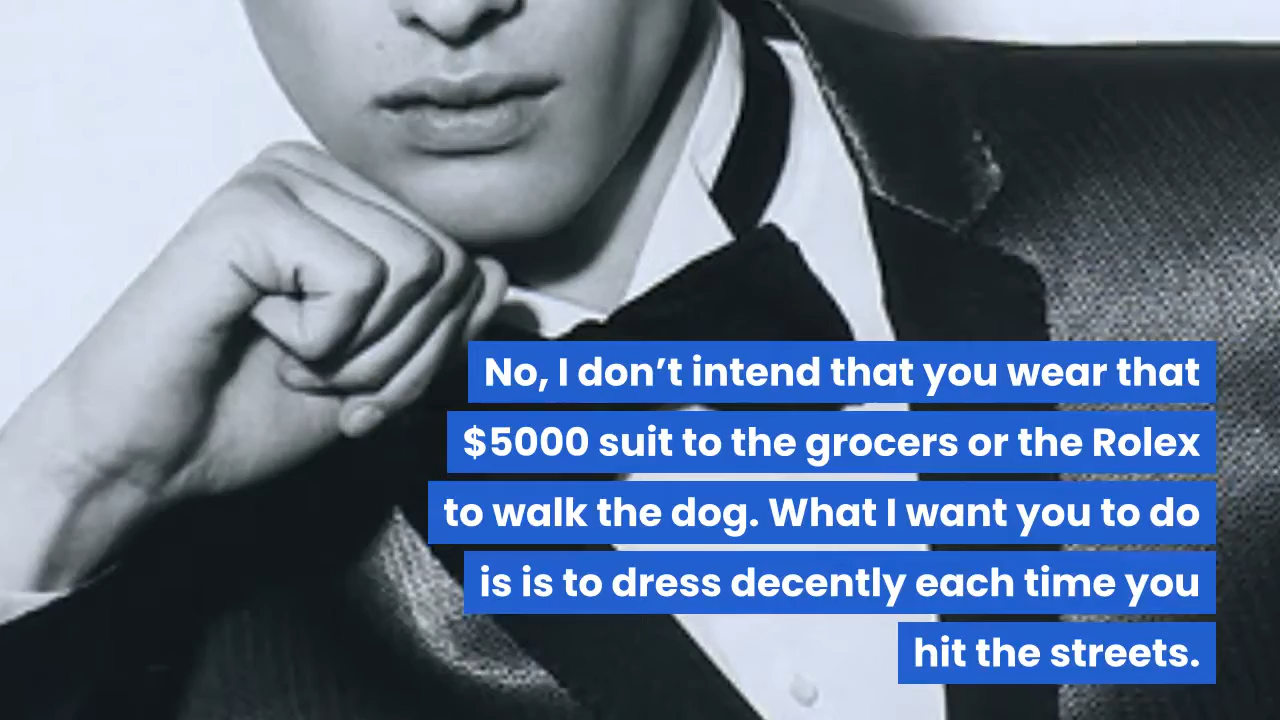 No, I don’t intend that you wear that
$5000 suit to the grocers or the Rolex
to walk the dog. What I want you to do
is is to dress decently each time you
hit the streets.